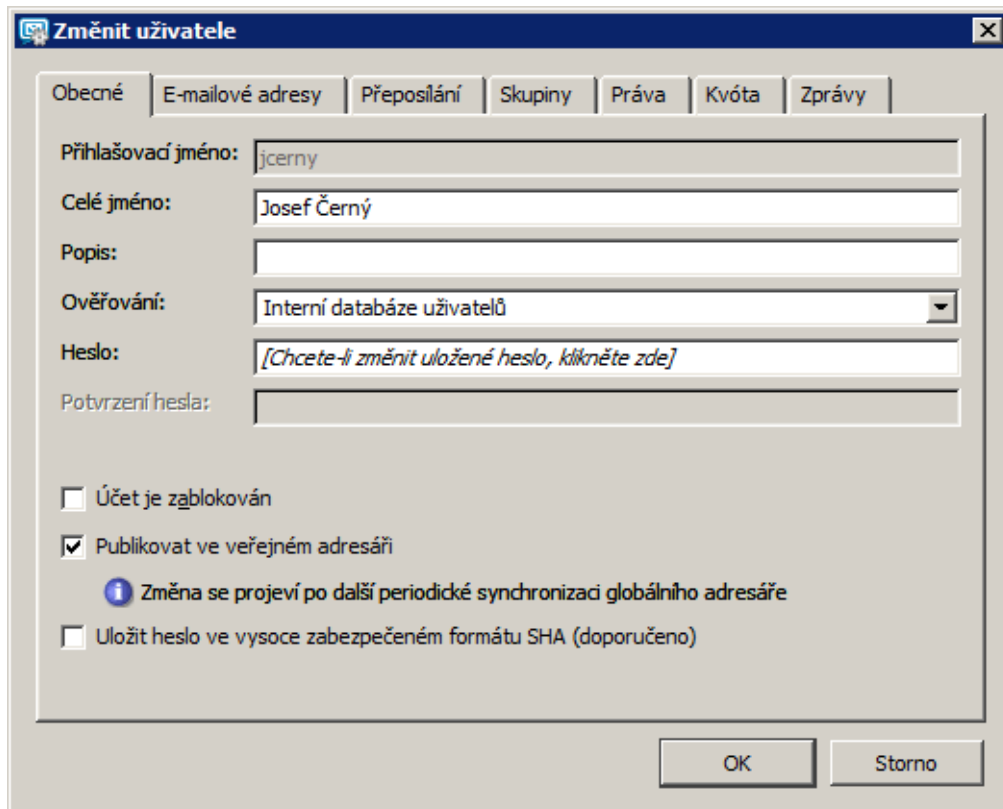 Změnit uživatele
Obecné E-mailové adresy Přeposílání Skupiny Práva Kvóta Zprávy
Přihlašovací jméno: jcerny
Celé jméno: Josef Černý
Popis:
Ověřování: Interní databáze uživatelů
Heslo: [Chcete-li změnit uložené heslo, klikněte zde]
Potvrzení hesla:
Účet je zablokován
Publikovat ve veřejném adresáři
Změna se projeví po další periodické synchronizaci globálního adresáře
Uložit heslo ve vysoce zabezpečeném formátu SHA (doporučeno)
OK Storno